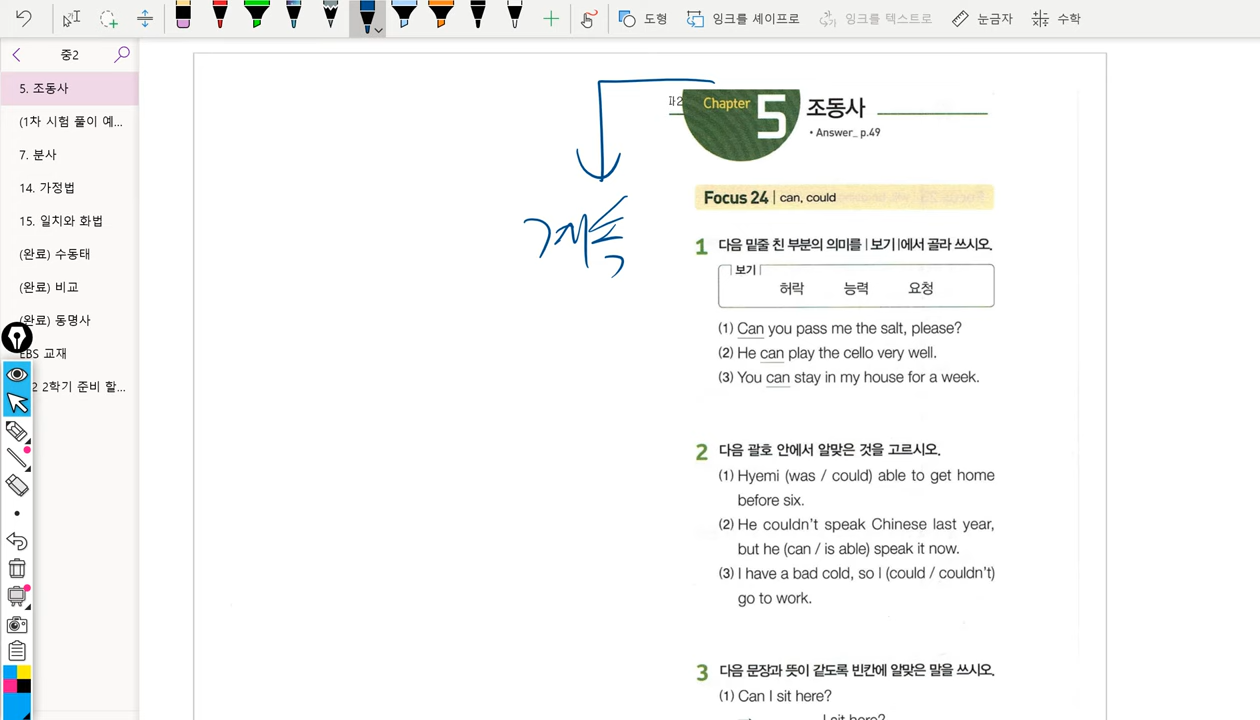 도형
잉크를 셰이프로
잉크를 텍스트로
눈금자
수학
중2
5. 조동사
(1차 시험 풀이 예...
7. 분사
14. 가정법
15. 일치와 화법
(완료) 수동태
(완료) 비교
(완료) 동명사
EBS 교재
2 2학기 준비 할...
계속
Chapter 5 조동사
• Answer_ p.49
Focus 24 | can, could
1 다음 밑줄 친 부분의 의미를 | 보기 |에서 골라 쓰시오.
보기
허락 능력 요청
(1) Can you pass me the salt, please?
(2) He can play the cello very well.
(3) You can stay in my house for a week.
2 다음 괄호 안에서 알맞은 것을 고르시오.
(1) Hyemi (was / could) able to get home
before six.
(2) He couldn't speak Chinese last year,
but he (can / is able) speak it now.
(3) I have a bad cold, so I (could / couldn't)
go to work.
3 다음 문장과 뜻이 같도록 빈칸에 알맞은 말을 쓰시오.
(1) Can I sit here?
I sit here?